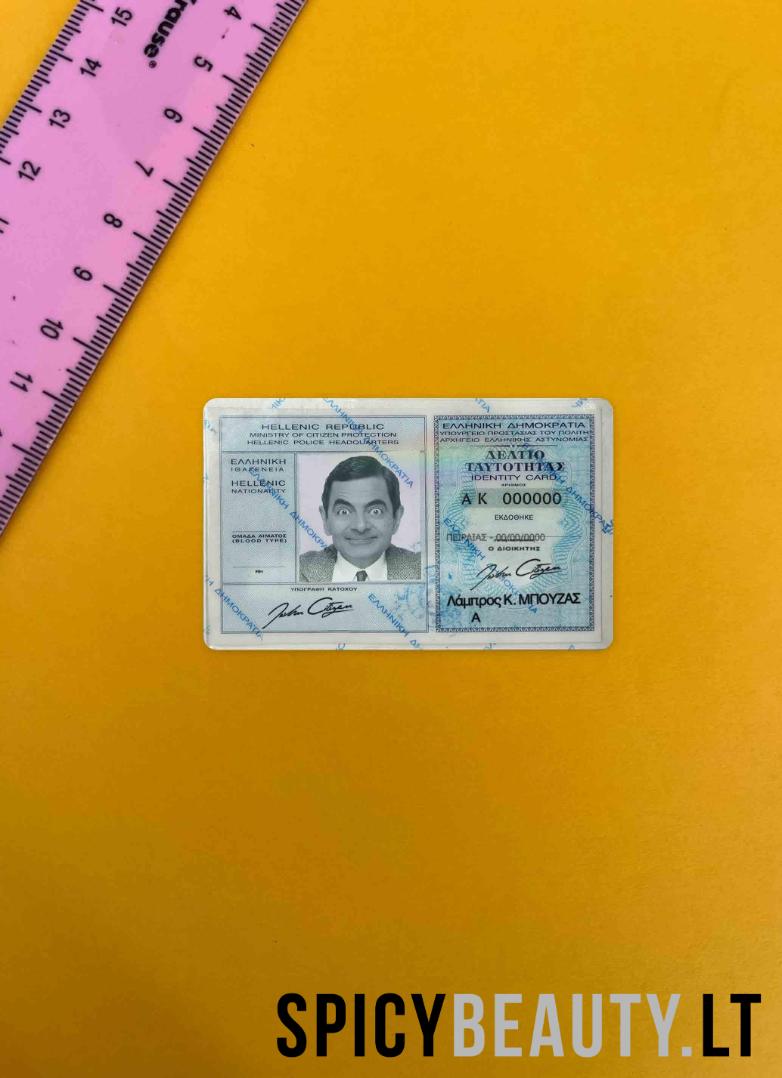 15
4
Krause®
14
5
13
6
12
7
8
9
10
11
HELLENIC REPUBLIC
MINISTRY OF CITIZEN PROTECTION
HELLENIC POLICE HEADQUARTERS
ΕΛΛΗΝΙΚΗ
ΙΘΑΓΕΝΕΙΑ
HELLENIC
NATIONALITY
ΟΜΑΔΑ ΑΙΜΑΤΟΣ
(BLOOD TYPE)
RH
ΥΠΟΓΡΑΦΗ ΚΑΤΟΧΟΥ
ΕΛΛΗΝΙΚΗ ΔΗΜΟΚΡΑΤΙΑ
ΥΠΟΥΡΓΕΙΟ ΠΡΟΣΤΑΣΙΑΣ ΤΟΥ ΠΟΛΙΤΗ
ΑΡΧΗΓΕΙΟ ΕΛΛΗΝΙΚΗΣ ΑΣΤΥΝΟΜΙΑΣ
ΔΕΛΤΙΟ
ΤΑΥΤΟΤΗΤΑΣ
IDENTITY CARD
ΑΡΙΘΜΟΣ
Α Κ 000000
ΕΚΔΟΘΗΚΕ
ΠΕΙΡΑΙΑΣ - 00/00/0000
Ο ΔΙΟΙΚΗΤΗΣ
Λάμπρος Κ. ΜΠΟΥΖΑΣ
Α
ΕΛΛΗΝΙΚΗ ΔΗΜΟΚΡΑΤΙΑ
SPICYBEAUTY.LT